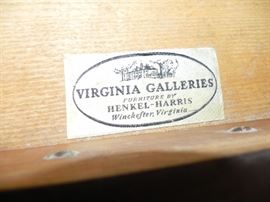 VIRGINIA GALLERIES
FURNITURE BY
HENKEL-HARRIS
Winchester, Virginia